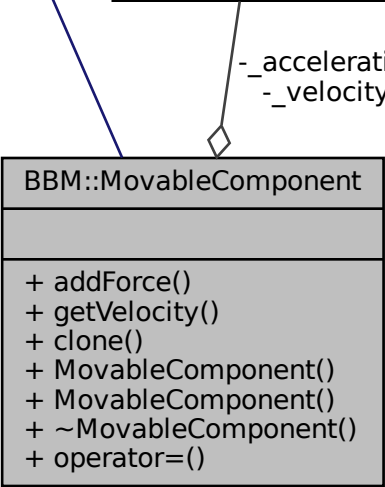 -_accelerati
-_velocity
BBM::MovableComponent
+ addForce()
+ getVelocity()
+ clone()
+ MovableComponent()
+ MovableComponent()
+ ~MovableComponent()
+ operator=()